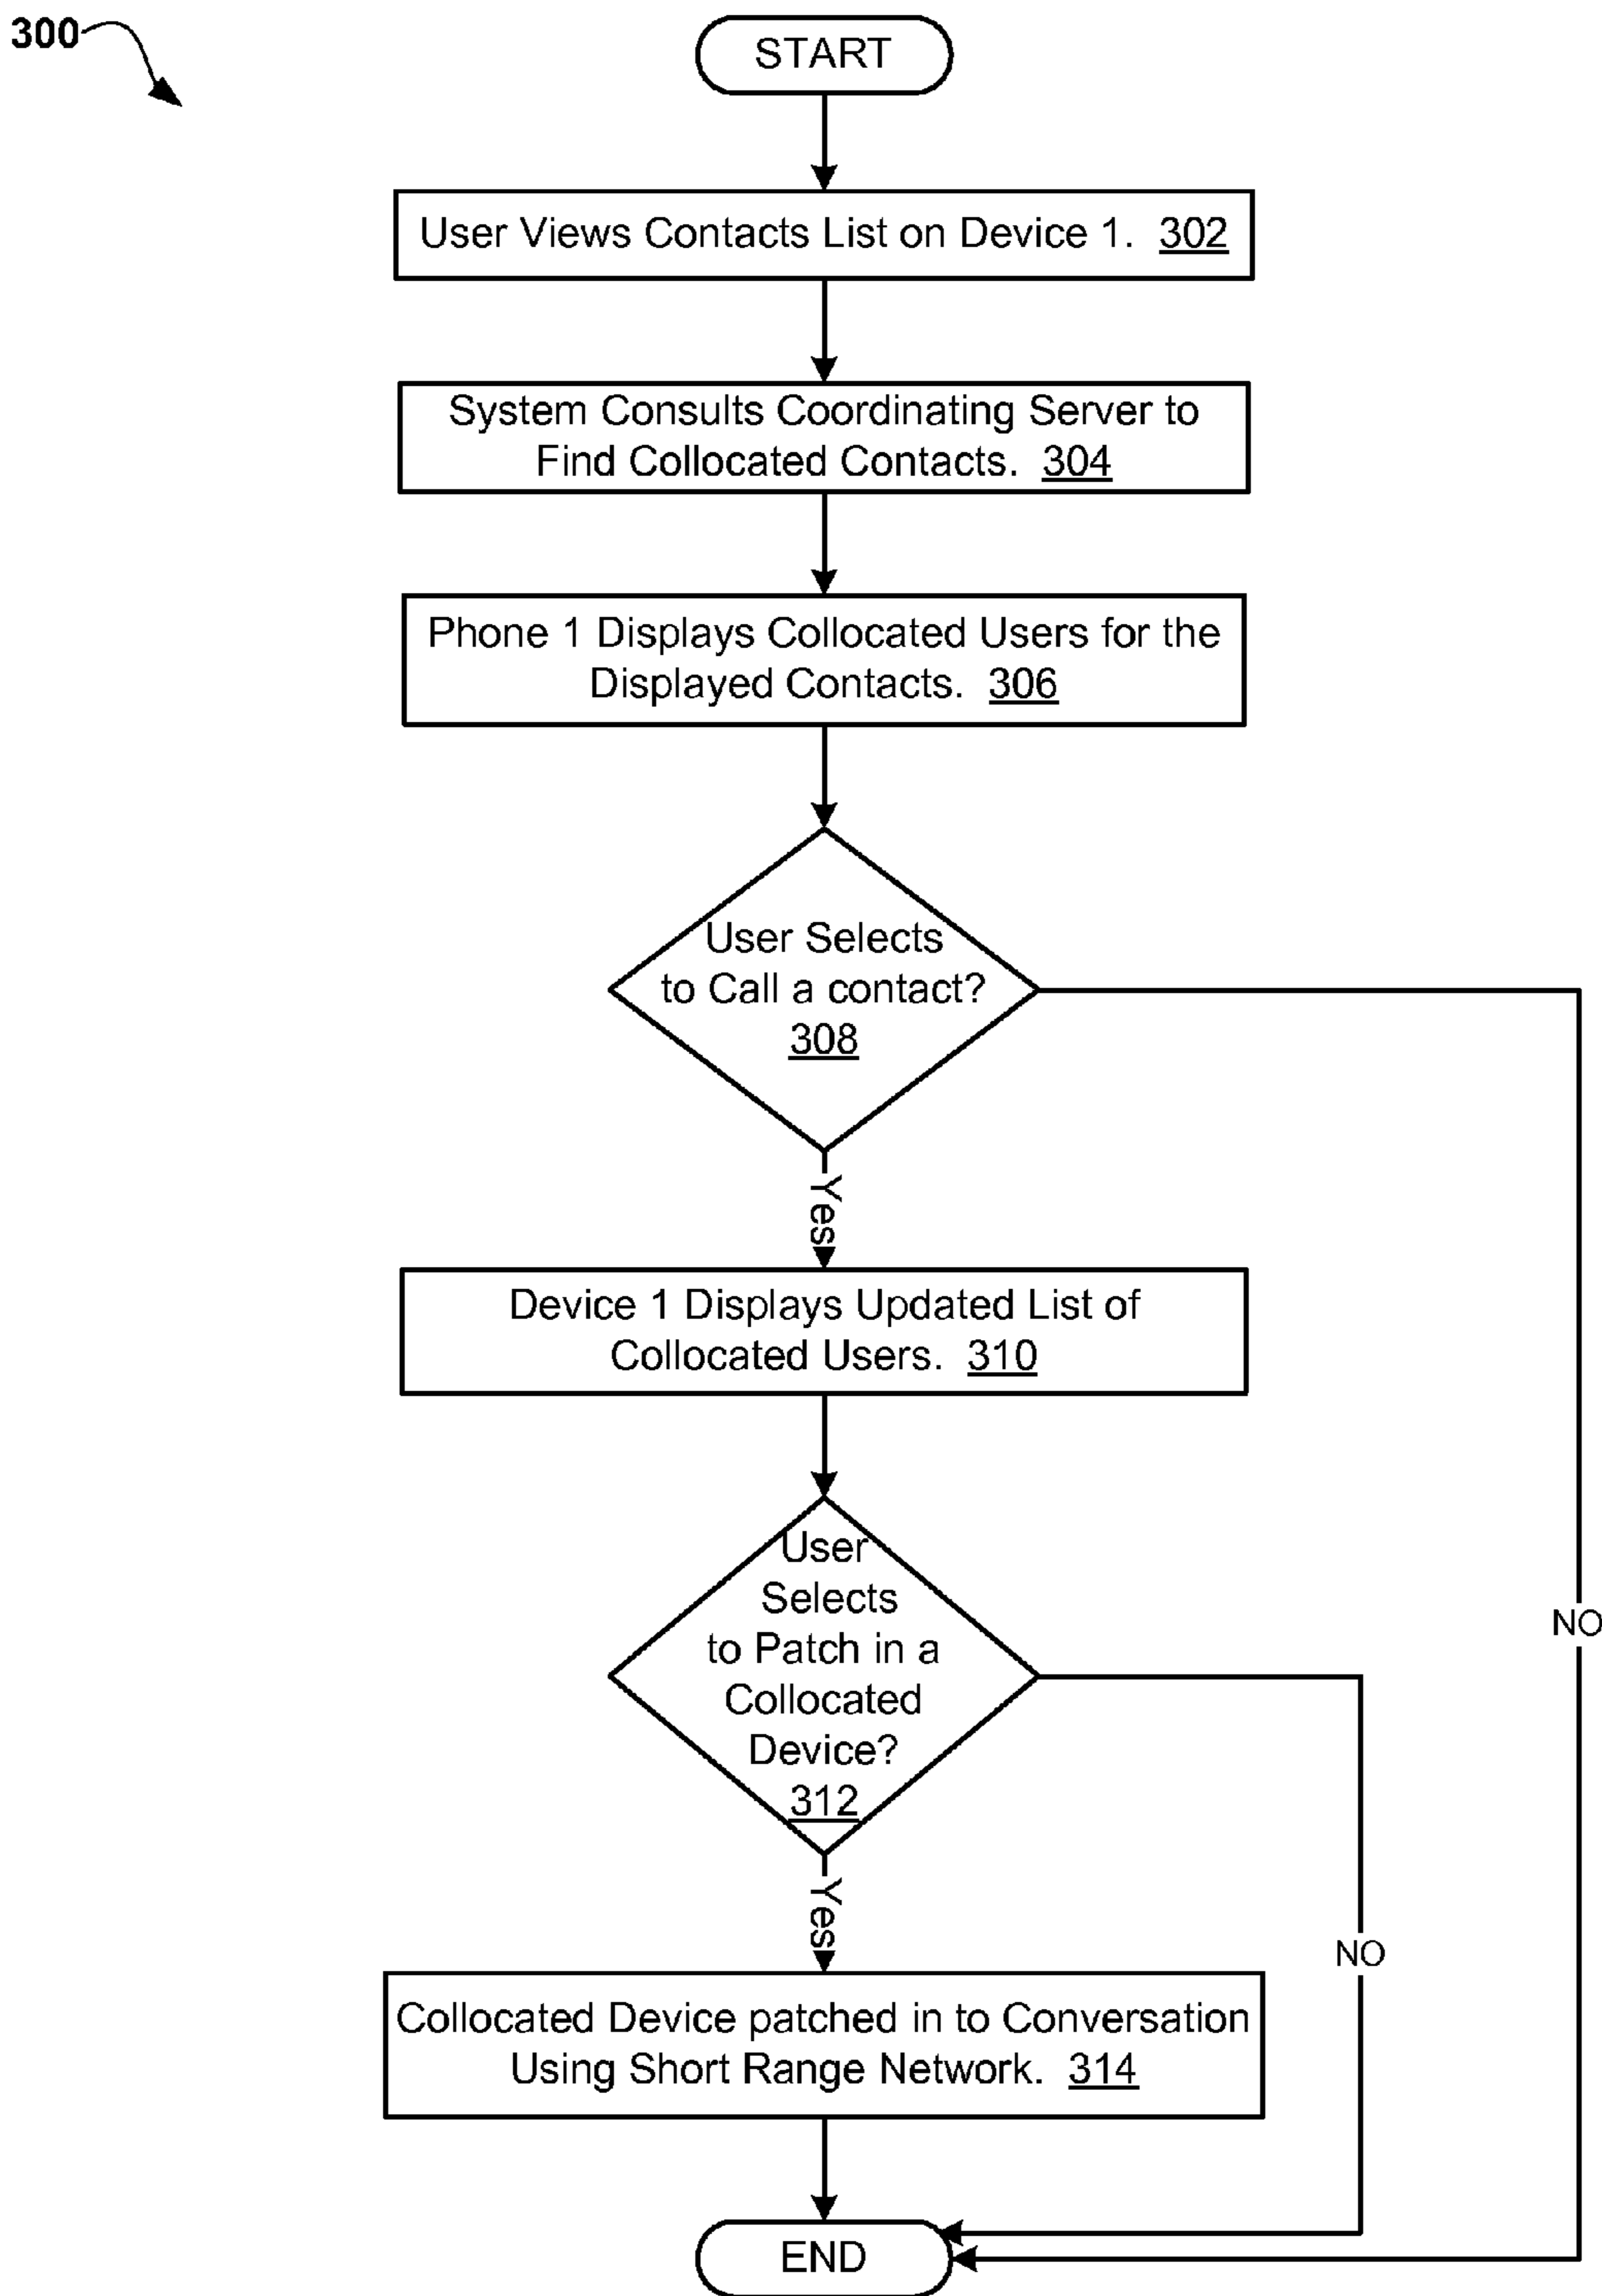 300
START
User Views Contacts List on Device 1. 302
System Consults Coordinating Server to
Find Collocated Contacts. 304
Phone 1 Displays Collocated Users for the
Displayed Contacts. 306
User Selects
to Call a contact?
308
Yes
Device 1 Displays Updated List of
Collocated Users. 310
User
Selects
to Patch in a
Collocated
Device?
312
NO
Yes
NO
Collocated Device patched in to Conversation
Using Short Range Network. 314
END